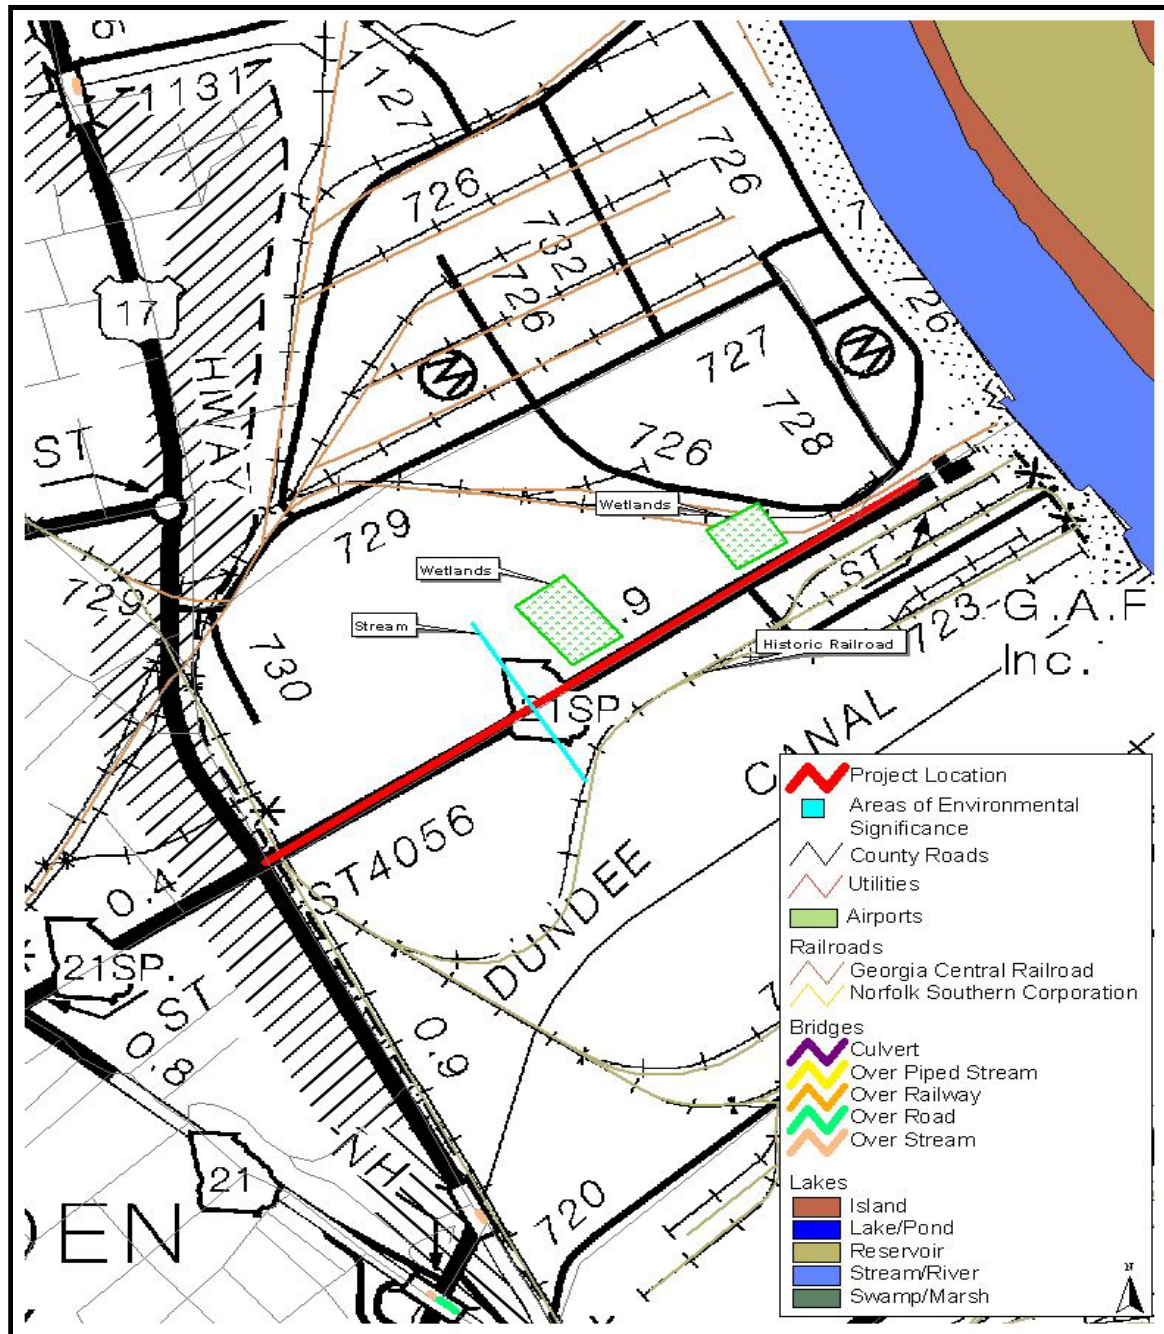 1131
127
726
726
732
726
7
726
17
HWAY
ST
727
728
726
Wetlands
729
Wetlands
.9
ST
729
Stream
723
G.A.F
Inc.
730
Historic Railroad
21SP
CANAL
ST4056
DUNDEE
0.4
21SP.
ST
0.8
0.9
NH
21
720
DEN
Project Location
Areas of Environmental
Significance
County Roads
Utilities
Airports
Railroads
Georgia Central Railroad
Norfolk Southern Corporation
Bridges
Culvert
Over Piped Stream
Over Railway
Over Road
Over Stream
Lakes
Island
Lake/Pond
Reservoir
Stream/River
Swamp/Marsh
N